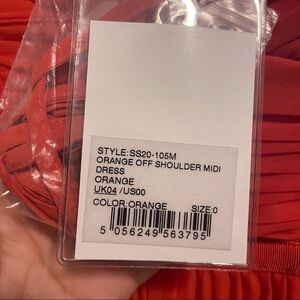 STYLE:SS20-105M
ORANGE OFF SHOULDER MIDI
DRESS
ORANGE
UK04 /US00
COLOR:ORANGE SIZE:0
5 056249 563795